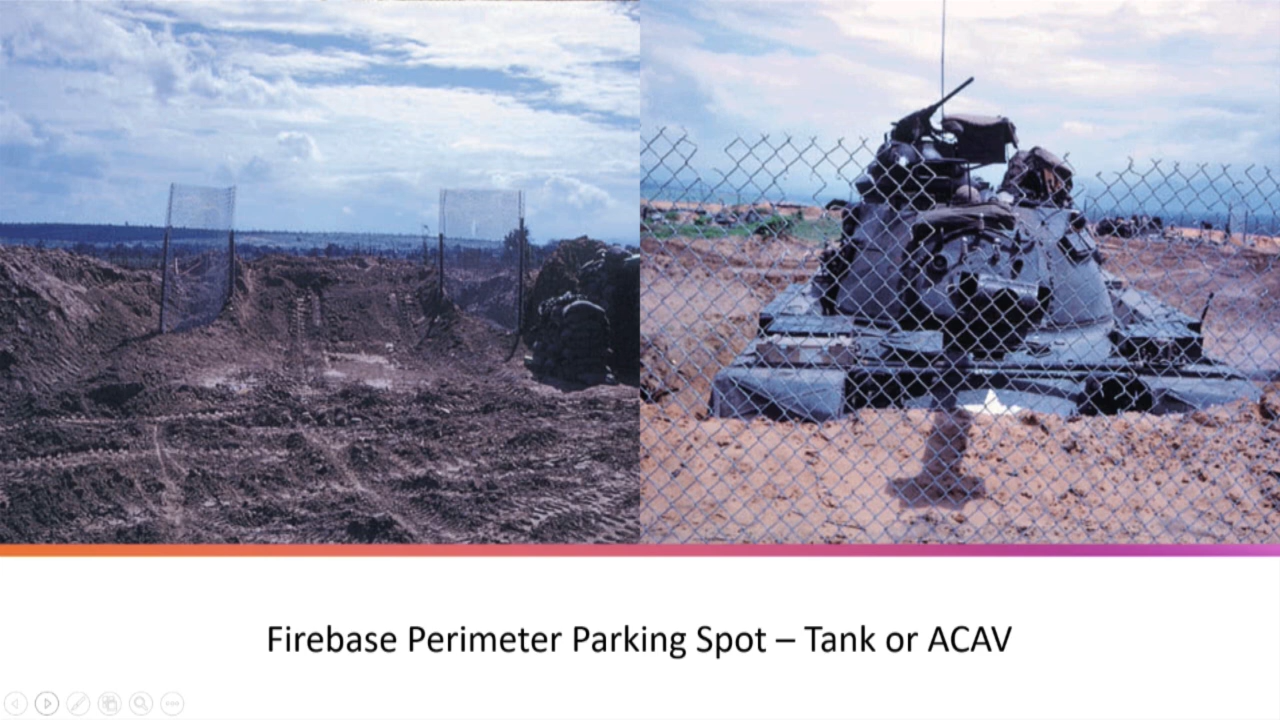 Firebase Perimeter Parking Spot – Tank or ACAV